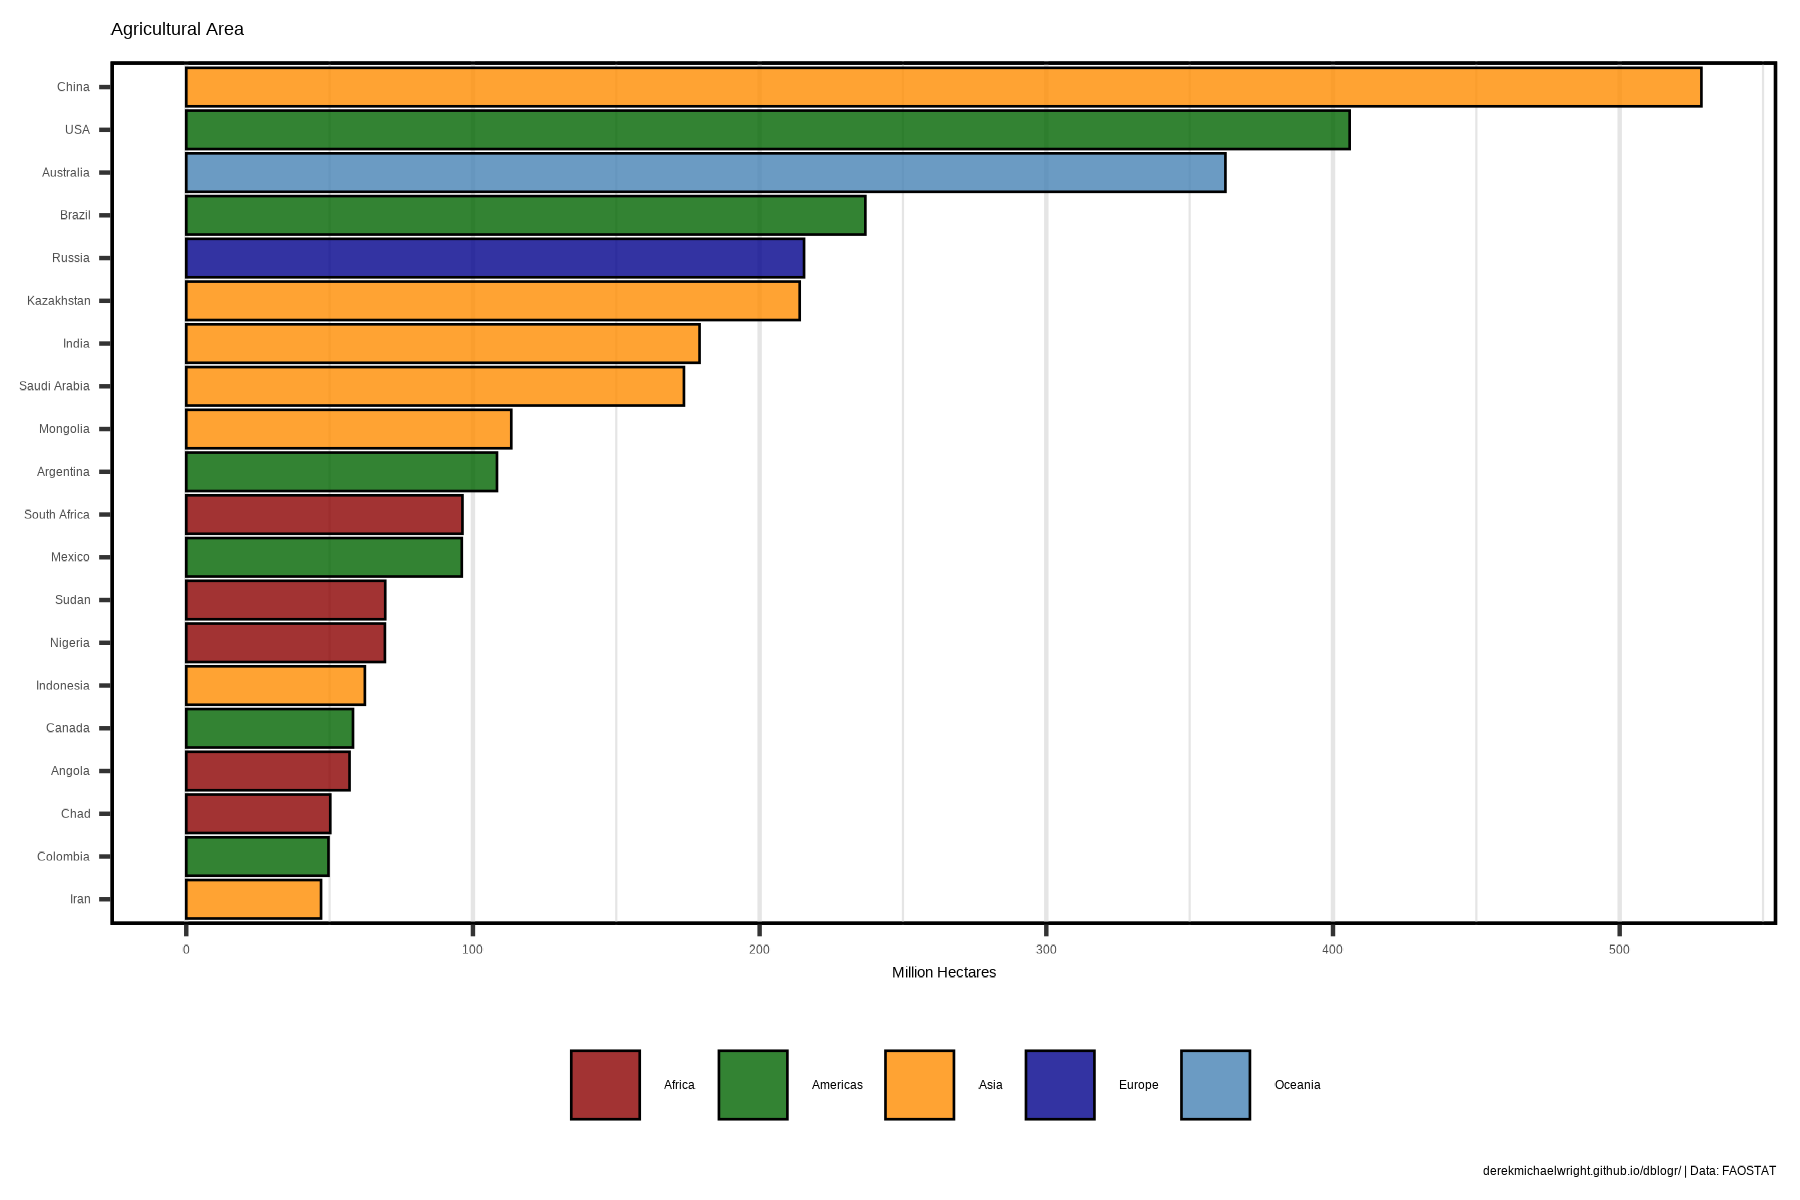 Agricultural Area
China
USA
Australia
Brazil
Russia
Kazakhstan
India
Saudi Arabia
Mongolia
Argentina
South Africa
Mexico
Sudan
Nigeria
Indonesia
Canada
Angola
Chad
Colombia
Iran
0 100 200 300 400 500
Million Hectares
Africa Americas Asia Europe Oceania
derekmichaelwright.github.io/dblogr/ | Data: FAOSTAT